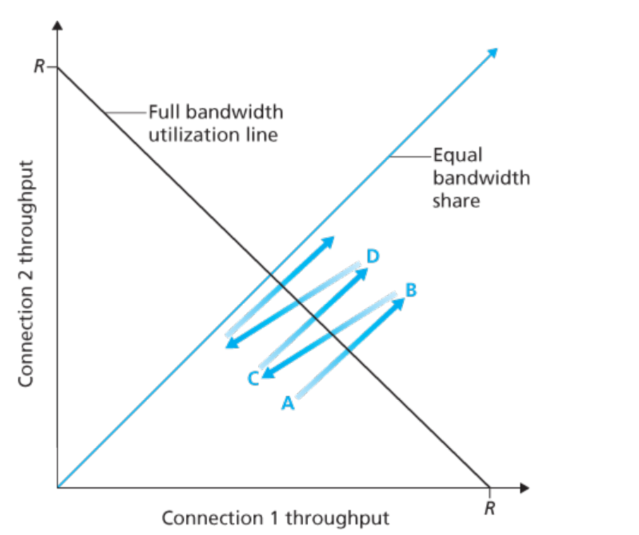 R
Full bandwidth
utilization line
Equal
bandwidth
share
D
B
C
A
Connection 2 throughput
R
Connection 1 throughput